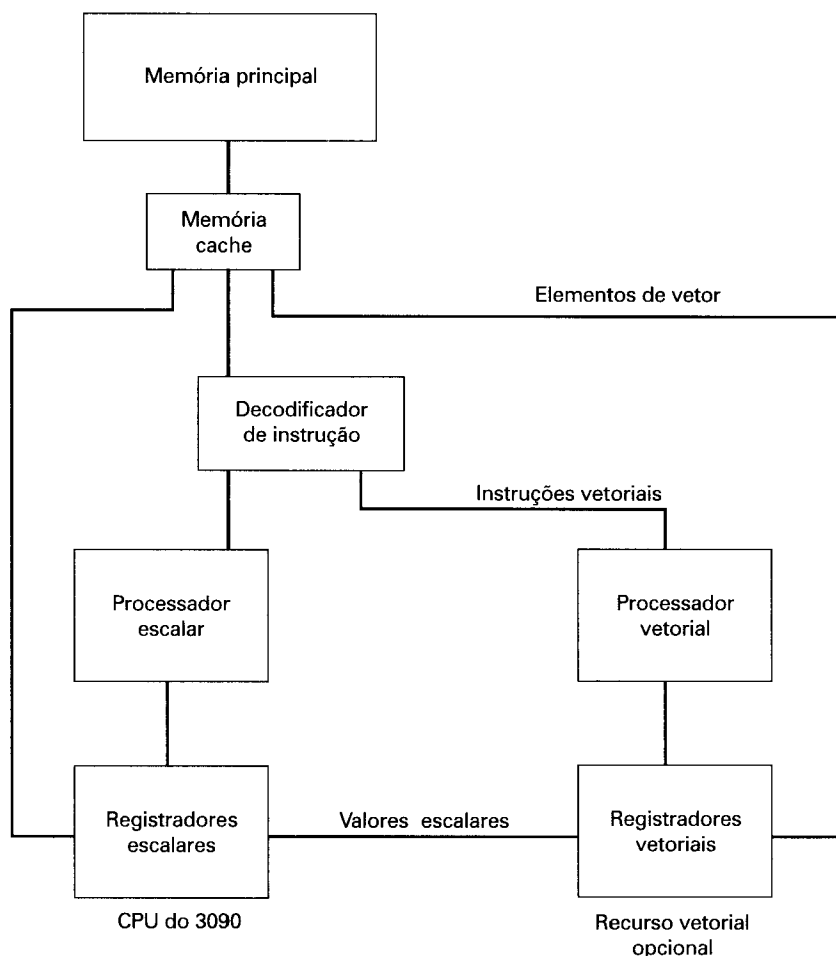 Memória principal
Memória
cache
Elementos de vetor
Decodificador
de instrução
Instruções vetoriais
Processador
escalar
Processador
vetorial
Registradores
escalares
Valores escalares
Registradores
vetoriais
CPU do 3090
Recurso vetorial
opcional